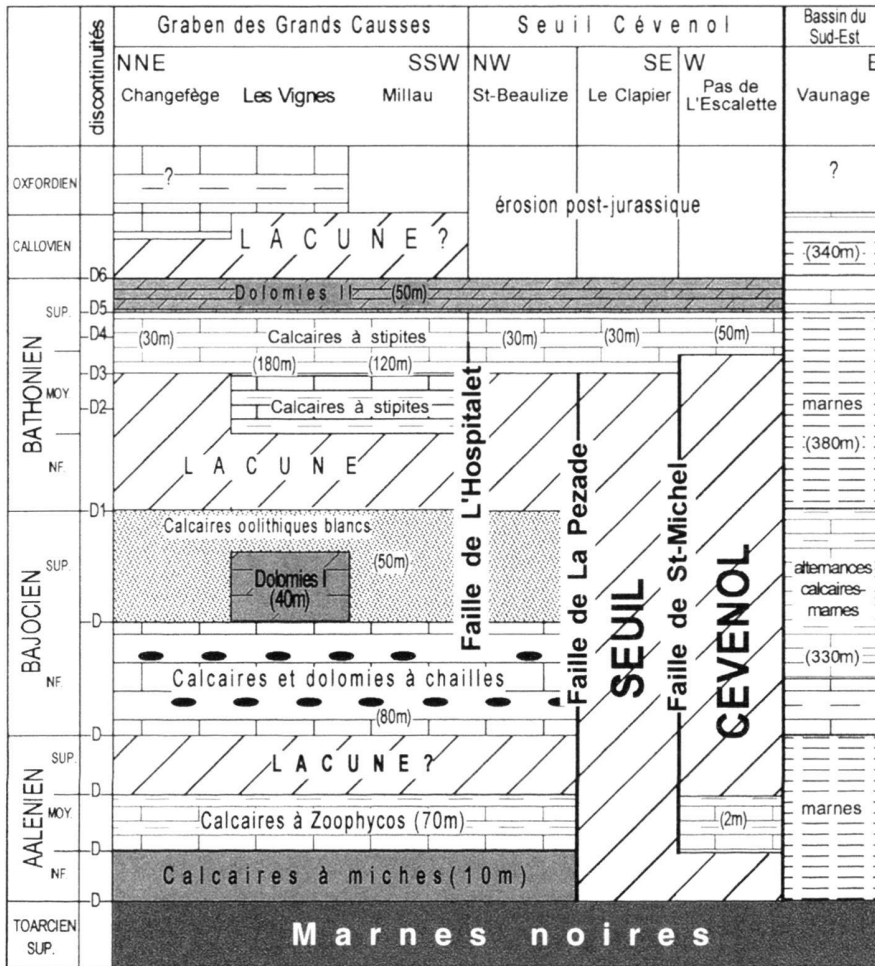 discontinuités
Graben des Grands Causses
Seuil Cévenol
Bassin du
Sud-Est
NNE SSW NW SE W E
Changefège Les Vignes Millau St-Beaulize Le Clapier Pas de
L'Escalette
Vaunage
OXFORDIEN
?
érosion post-jurassique
?
CALLOVIEN
LACUNE ?
(340m)
D6
BATHONIEN
SUP.
Dolomies II (50m)
D5
D4
Calcaires à stipites
(30m) (30m) (30m) (50m)
(180m) (120m)
D3
MOY.
D2
Calcaires à stipites
marnes
(380m)
INF.
LACUNE
D1
Faille de L'Hospitalet
Faille de La Pezade
Faille de St-Michel
SEUIL
CEVENOL
BAJOCIEN
SUP.
Calcaires oolithiques blancs
(50m)
Dolomies I
(40m)
alternances
calcaires-
marnes
(330m)
D
INF.
Calcaires et dolomies à chailles
(80m)
D
AALENIEN
SUP.
LACUNE ?
D
MOY.
Calcaires à Zoophycos (70m)
(2m)
marnes
D
INF.
Calcaires à miches (10m)
D
TOARCIEN
SUP.
Marnes noires